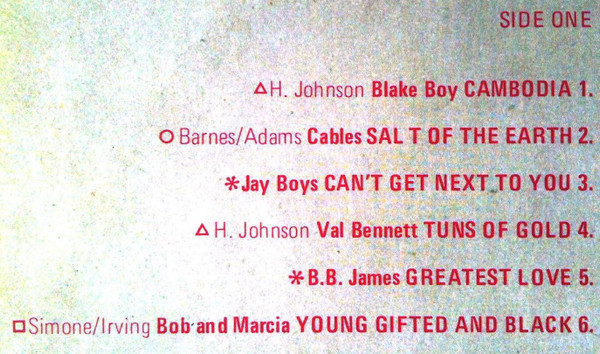 SIDE ONE
△H. Johnson Blake Boy CAMBODIA 1.
○ Barnes/Adams Cables SAL T OF THE EARTH 2.
*Jay Boys CAN'T GET NEXT TO YOU 3.
△ H. Johnson Val Bennett TUNS OF GOLD 4.
*B.B. James GREATEST LOVE 5.
□Simone/Irving Bob and Marcia YOUNG GIFTED AND BLACK 6.